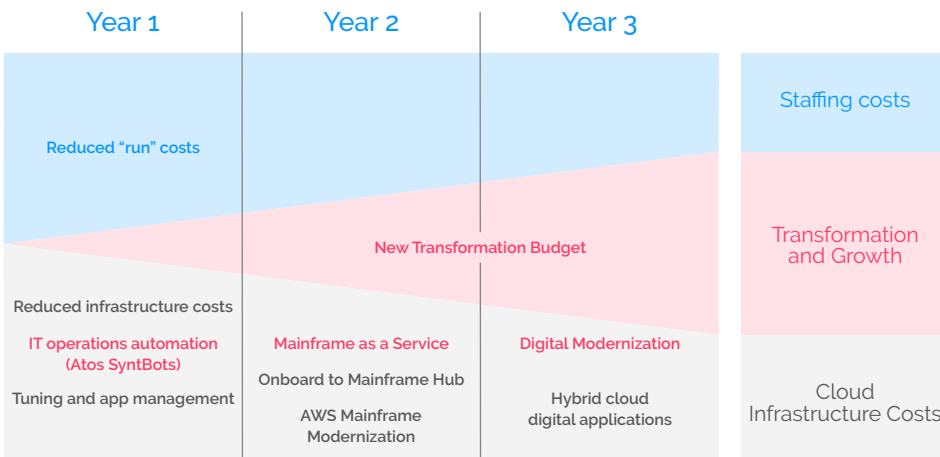 Year 1
Year 2
Year 3
Reduced “run” costs
New Transformation Budget
Reduced infrastructure costs
IT operations automation
(Atos SyntBots)
Tuning and app management
Mainframe as a Service
Onboard to Mainframe Hub
AWS Mainframe
Modernization
Digital Modernization
Hybrid cloud
digital applications
Staffing costs
Transformation
and Growth
Cloud
Infrastructure Costs